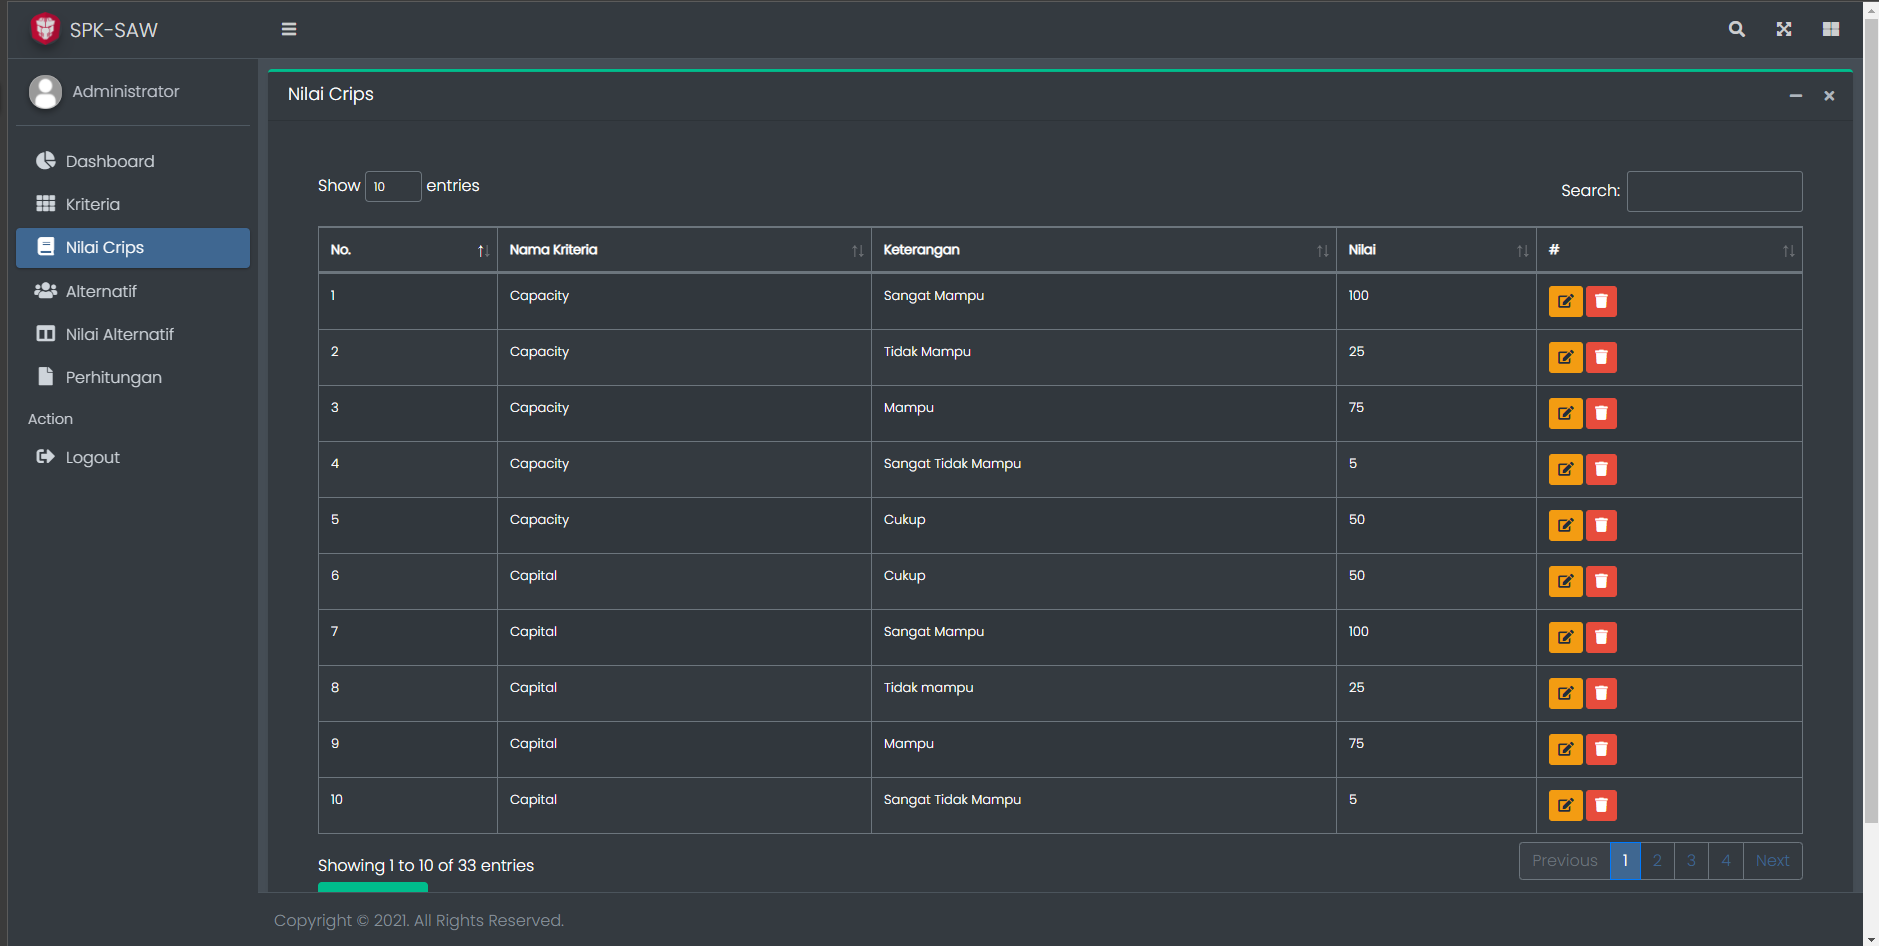 SPK-SAW
Administrator
Dashboard
Kriteria
Nilai Crips
Alternatif
Nilai Alternatif
Perhitungan
Action
Logout
Nilai Crips
Show 10 entries
Search:
No. Nama Kriteria Keterangan Nilai #
1 Capacity Sangat Mampu 100
2 Capacity Tidak Mampu 25
3 Capacity Mampu 75
4 Capacity Sangat Tidak Mampu 5
5 Capacity Cukup 50
6 Capital Cukup 50
7 Capital Sangat Mampu 100
8 Capital Tidak mampu 25
9 Capital Mampu 75
10 Capital Sangat Tidak Mampu 5
Showing 1 to 10 of 33 entries
Previous 1 2 3 4 Next
Copyright © 2021. All Rights Reserved.